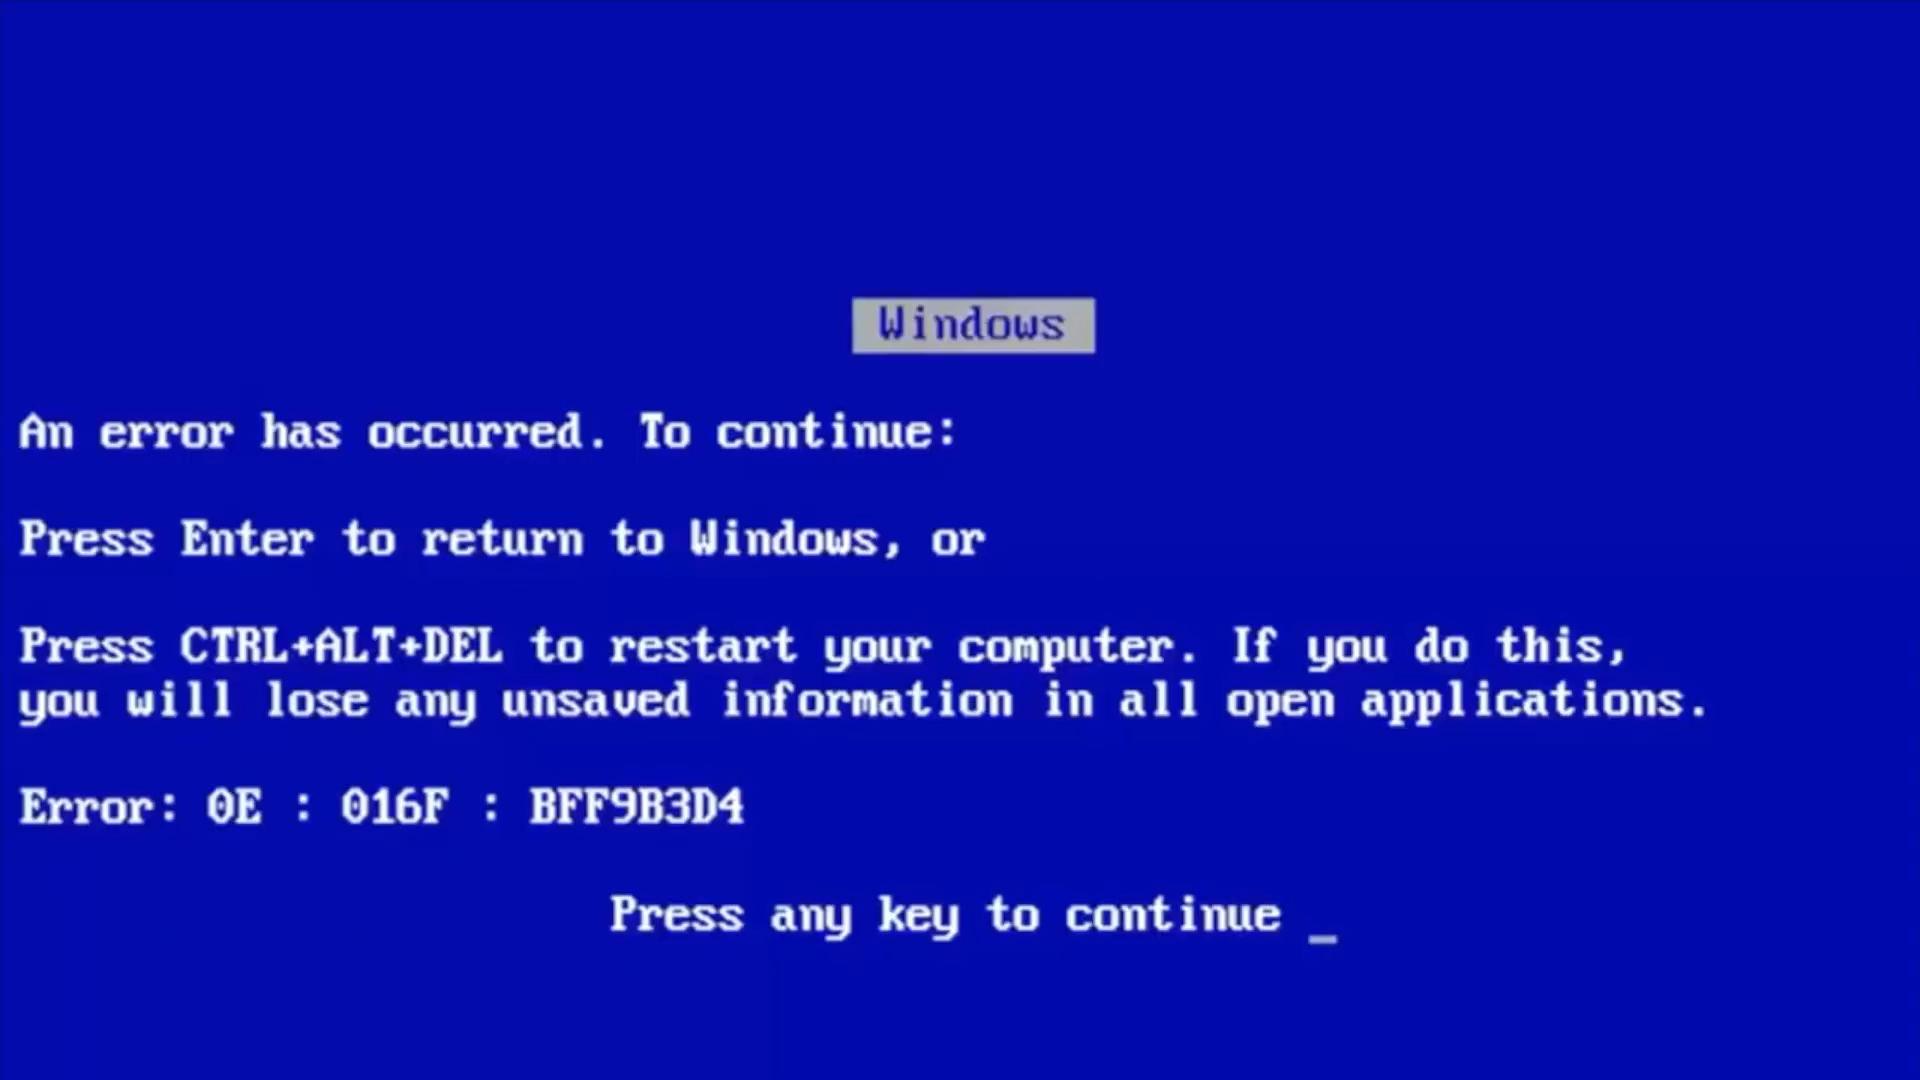 Windows
An error has occurred. To continue:
Press Enter to return to Windows, or
Press CTRL+ALT+DEL to restart your computer. If you do this,
you will lose any unsaved information in all open applications.
Error: 0E : 016F : BFF9B3D4
Press any key to continue _